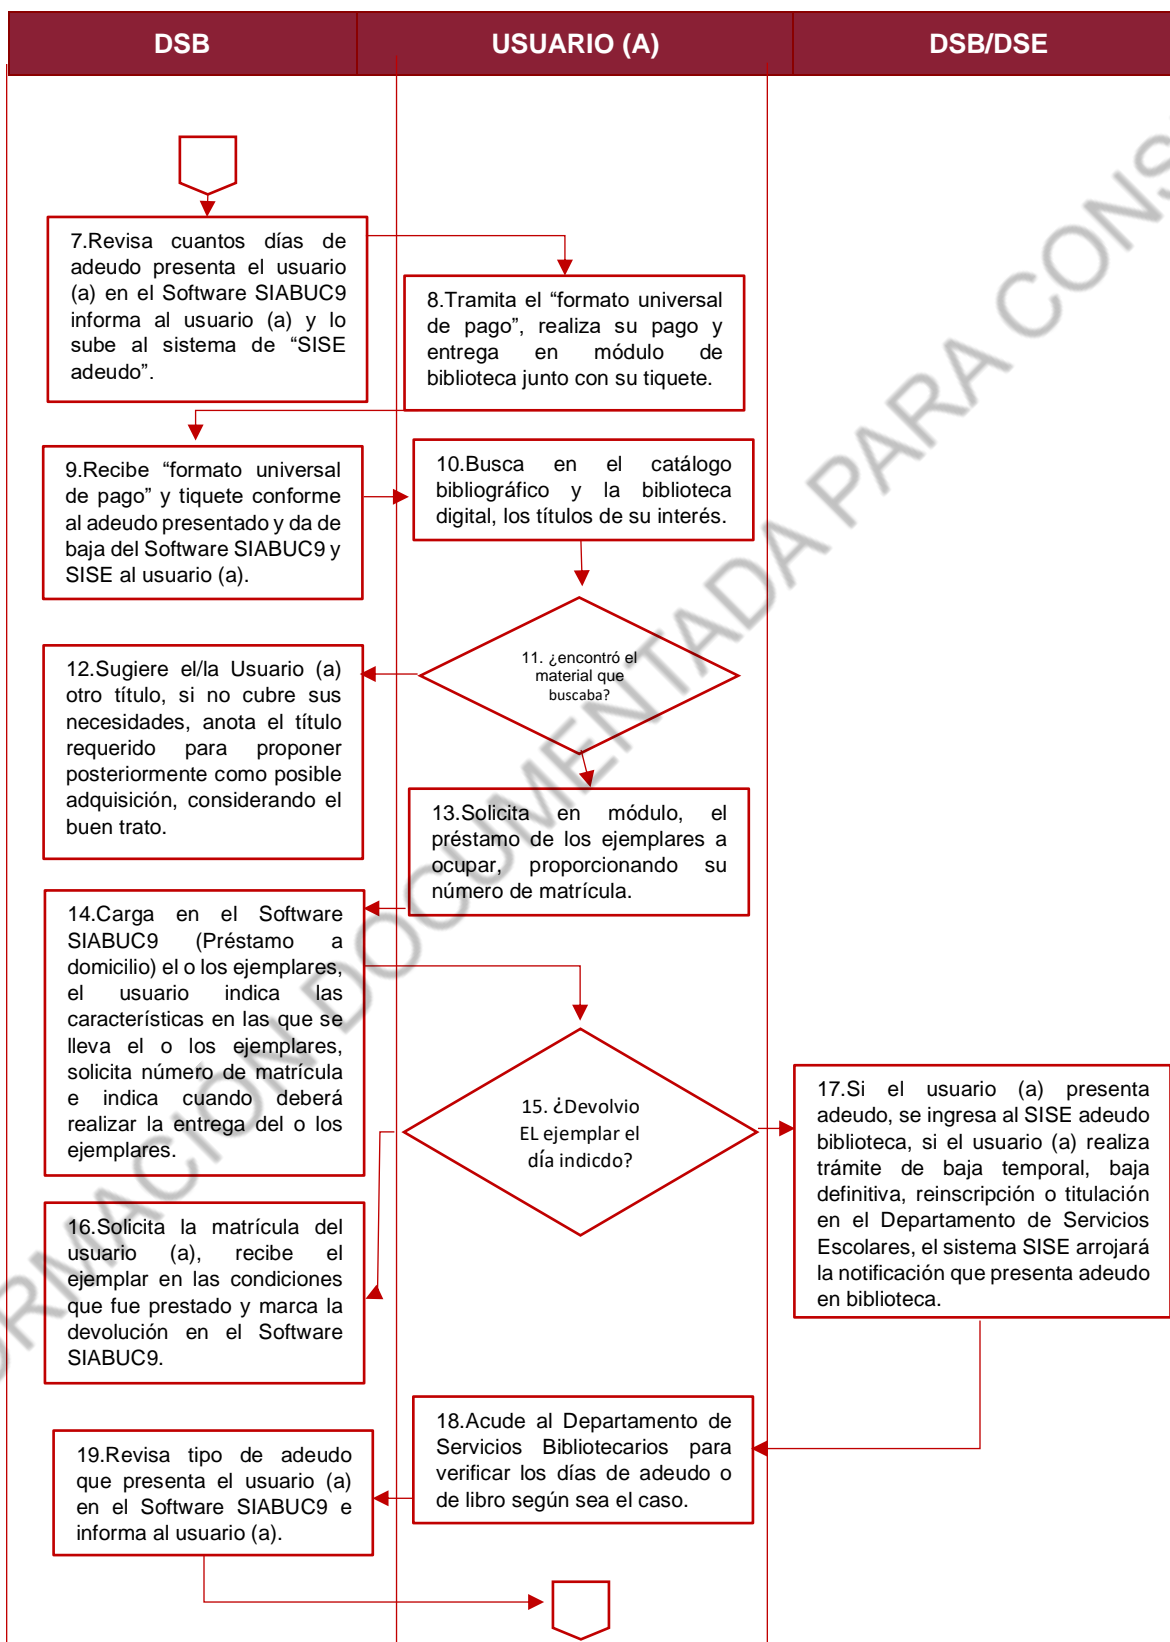 DSB
USUARIO (A)
DSB/DSE
7.Revisa cuantos días de
adeudo presenta el usuario
(a) en el Software SIABUC9
informa al usuario (a) y lo
sube al sistema de “SISE
adeudo”.
8.Tramita el “formato universal
de pago”, realiza su pago y
entrega en módulo de
biblioteca junto con su tiquete.
9.Recibe “formato universal
de pago” y tiquete conforme
al adeudo presentado y da de
baja del Software SIABUC9 y
SISE al usuario (a).
10.Busca en el catálogo
bibliográfico y la biblioteca
digital, los títulos de su interés.
11. ¿encontró el
material que
buscaba?
12.Sugiere el/la Usuario (a)
otro título, si no cubre sus
necesidades, anota el título
requerido para proponer
posteriormente como posible
adquisición, considerando el
buen trato.
13.Solicita en módulo, el
préstamo de los ejemplares a
ocupar, proporcionando su
número de matrícula.
14.Carga en el Software
SIABUC9 (Préstamo a
domicilio) el o los ejemplares,
el usuario indica las
características en las que se
lleva el o los ejemplares,
solicita número de matrícula
e indica cuando deberá
realizar la entrega del o los
ejemplares.
15. ¿Devolvio
EL ejemplar el
día indicdo?
16.Solicita la matrícula del
usuario (a), recibe el
ejemplar en las condiciones
que fue prestado y marca la
devolución en el Software
SIABUC9.
17.Si el usuario (a) presenta
adeudo, se ingresa al SISE adeudo
biblioteca, si el usuario (a) realiza
trámite de baja temporal, baja
definitiva, reinscripción o titulación
en el Departamento de Servicios
Escolares, el sistema SISE arrojará
la notificación que presenta adeudo
en biblioteca.
18.Acude al Departamento de
Servicios Bibliotecarios para
verificar los días de adeudo o
de libro según sea el caso.
19.Revisa tipo de adeudo
que presenta el usuario (a)
en el Software SIABUC9 e
informa al usuario (a).
ORMACIÓN DOCUMENTADA PARA CONS